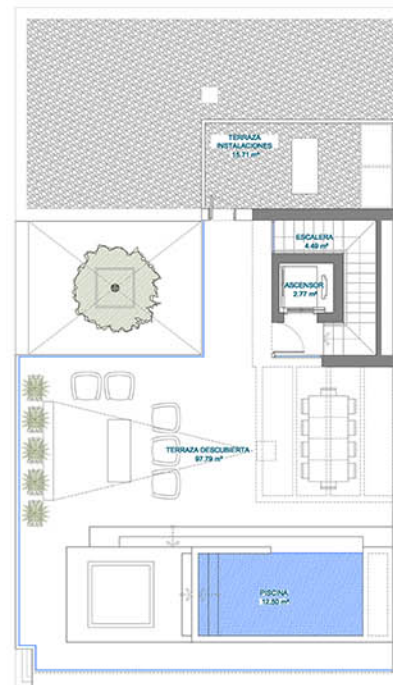 TERRAZA
INSTALACIONES
15.71 m²
ESCALERA
4.49 m²
ASCENSOR
2.77 m²
TERRAZA DESCUBIERTA
97.79 m²
PISCINA
12.50 m²